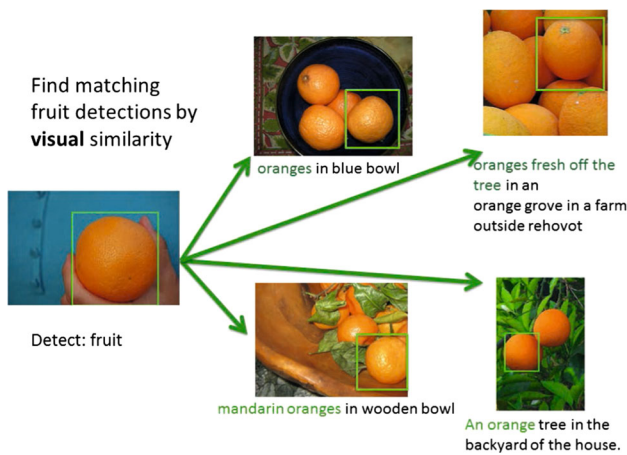 Find matching
fruit detections by
visual similarity
Detect: fruit
oranges in blue bowl
oranges fresh off the
tree in an
orange grove in a farm
outside rehovot
mandarin oranges in wooden bowl
An orange tree in the
backyard of the house.